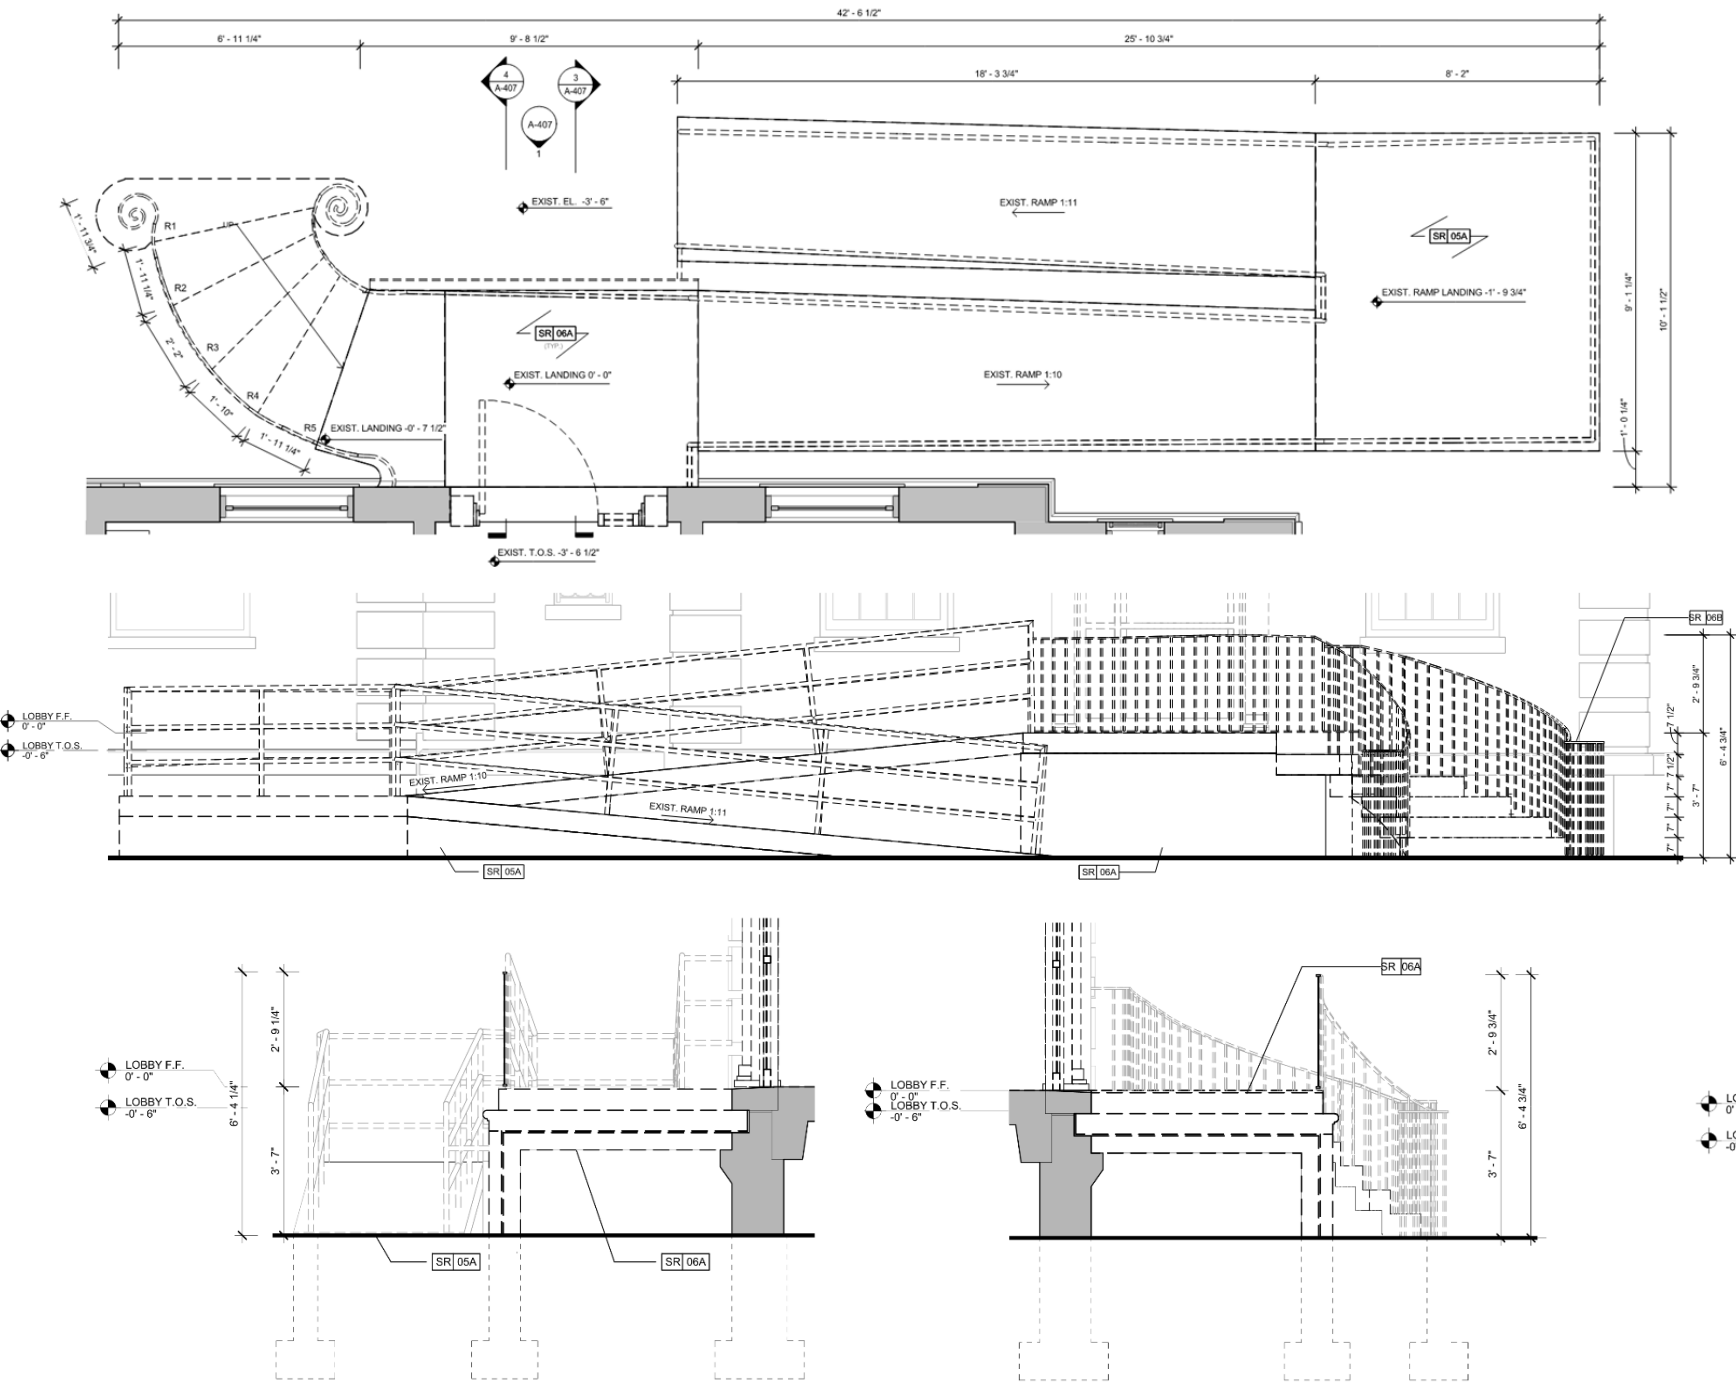 42' - 6 1/2"
6' - 11 1/4"
9' - 8 1/2"
25' - 10 3/4"
18' - 3 3/4"
8' - 2"
4
A-407
3
A-407
A-407
1
EXIST. EL. -3' - 6"
EXIST. RAMP 1:11
SR 05A
1' - 11 3/4"
R1
UP
1' - 11 1/4"
R2
EXIST. RAMP LANDING -1' - 9 3/4"
9' - 1 1/4"
10' - 1 1/2"
SR 06A
(TYP.)
2' - 2"
R3
EXIST. LANDING 0' - 0"
EXIST. RAMP 1:10
R4
1' - 10"
R5
EXIST. LANDING -0' - 7 1/2"
1' - 11 1/4"
1' - 0 1/4"
EXIST. T.O.S. -3' - 6 1/2"
SR 06B
LOBBY F.F.
0' - 0"
LOBBY T.O.S.
-0' - 6"
EXIST. RAMP 1:10
EXIST. RAMP 1:11
2' - 9 3/4"
7 1/2"
7 1/2"
7"
7"
7"
7"
3' - 7"
6' - 4 3/4"
SR 05A
SR 06A
LOBBY F.F.
0' - 0"
LOBBY T.O.S.
-0' - 6"
6' - 4 1/4"
2' - 9 1/4"
3' - 7"
SR 05A
SR 06A
SR 06A
LOBBY F.F.
0' - 0"
LOBBY T.O.S.
-0' - 6"
2' - 9 3/4"
3' - 7"
6' - 4 3/4"
LO
0'
LO
-0